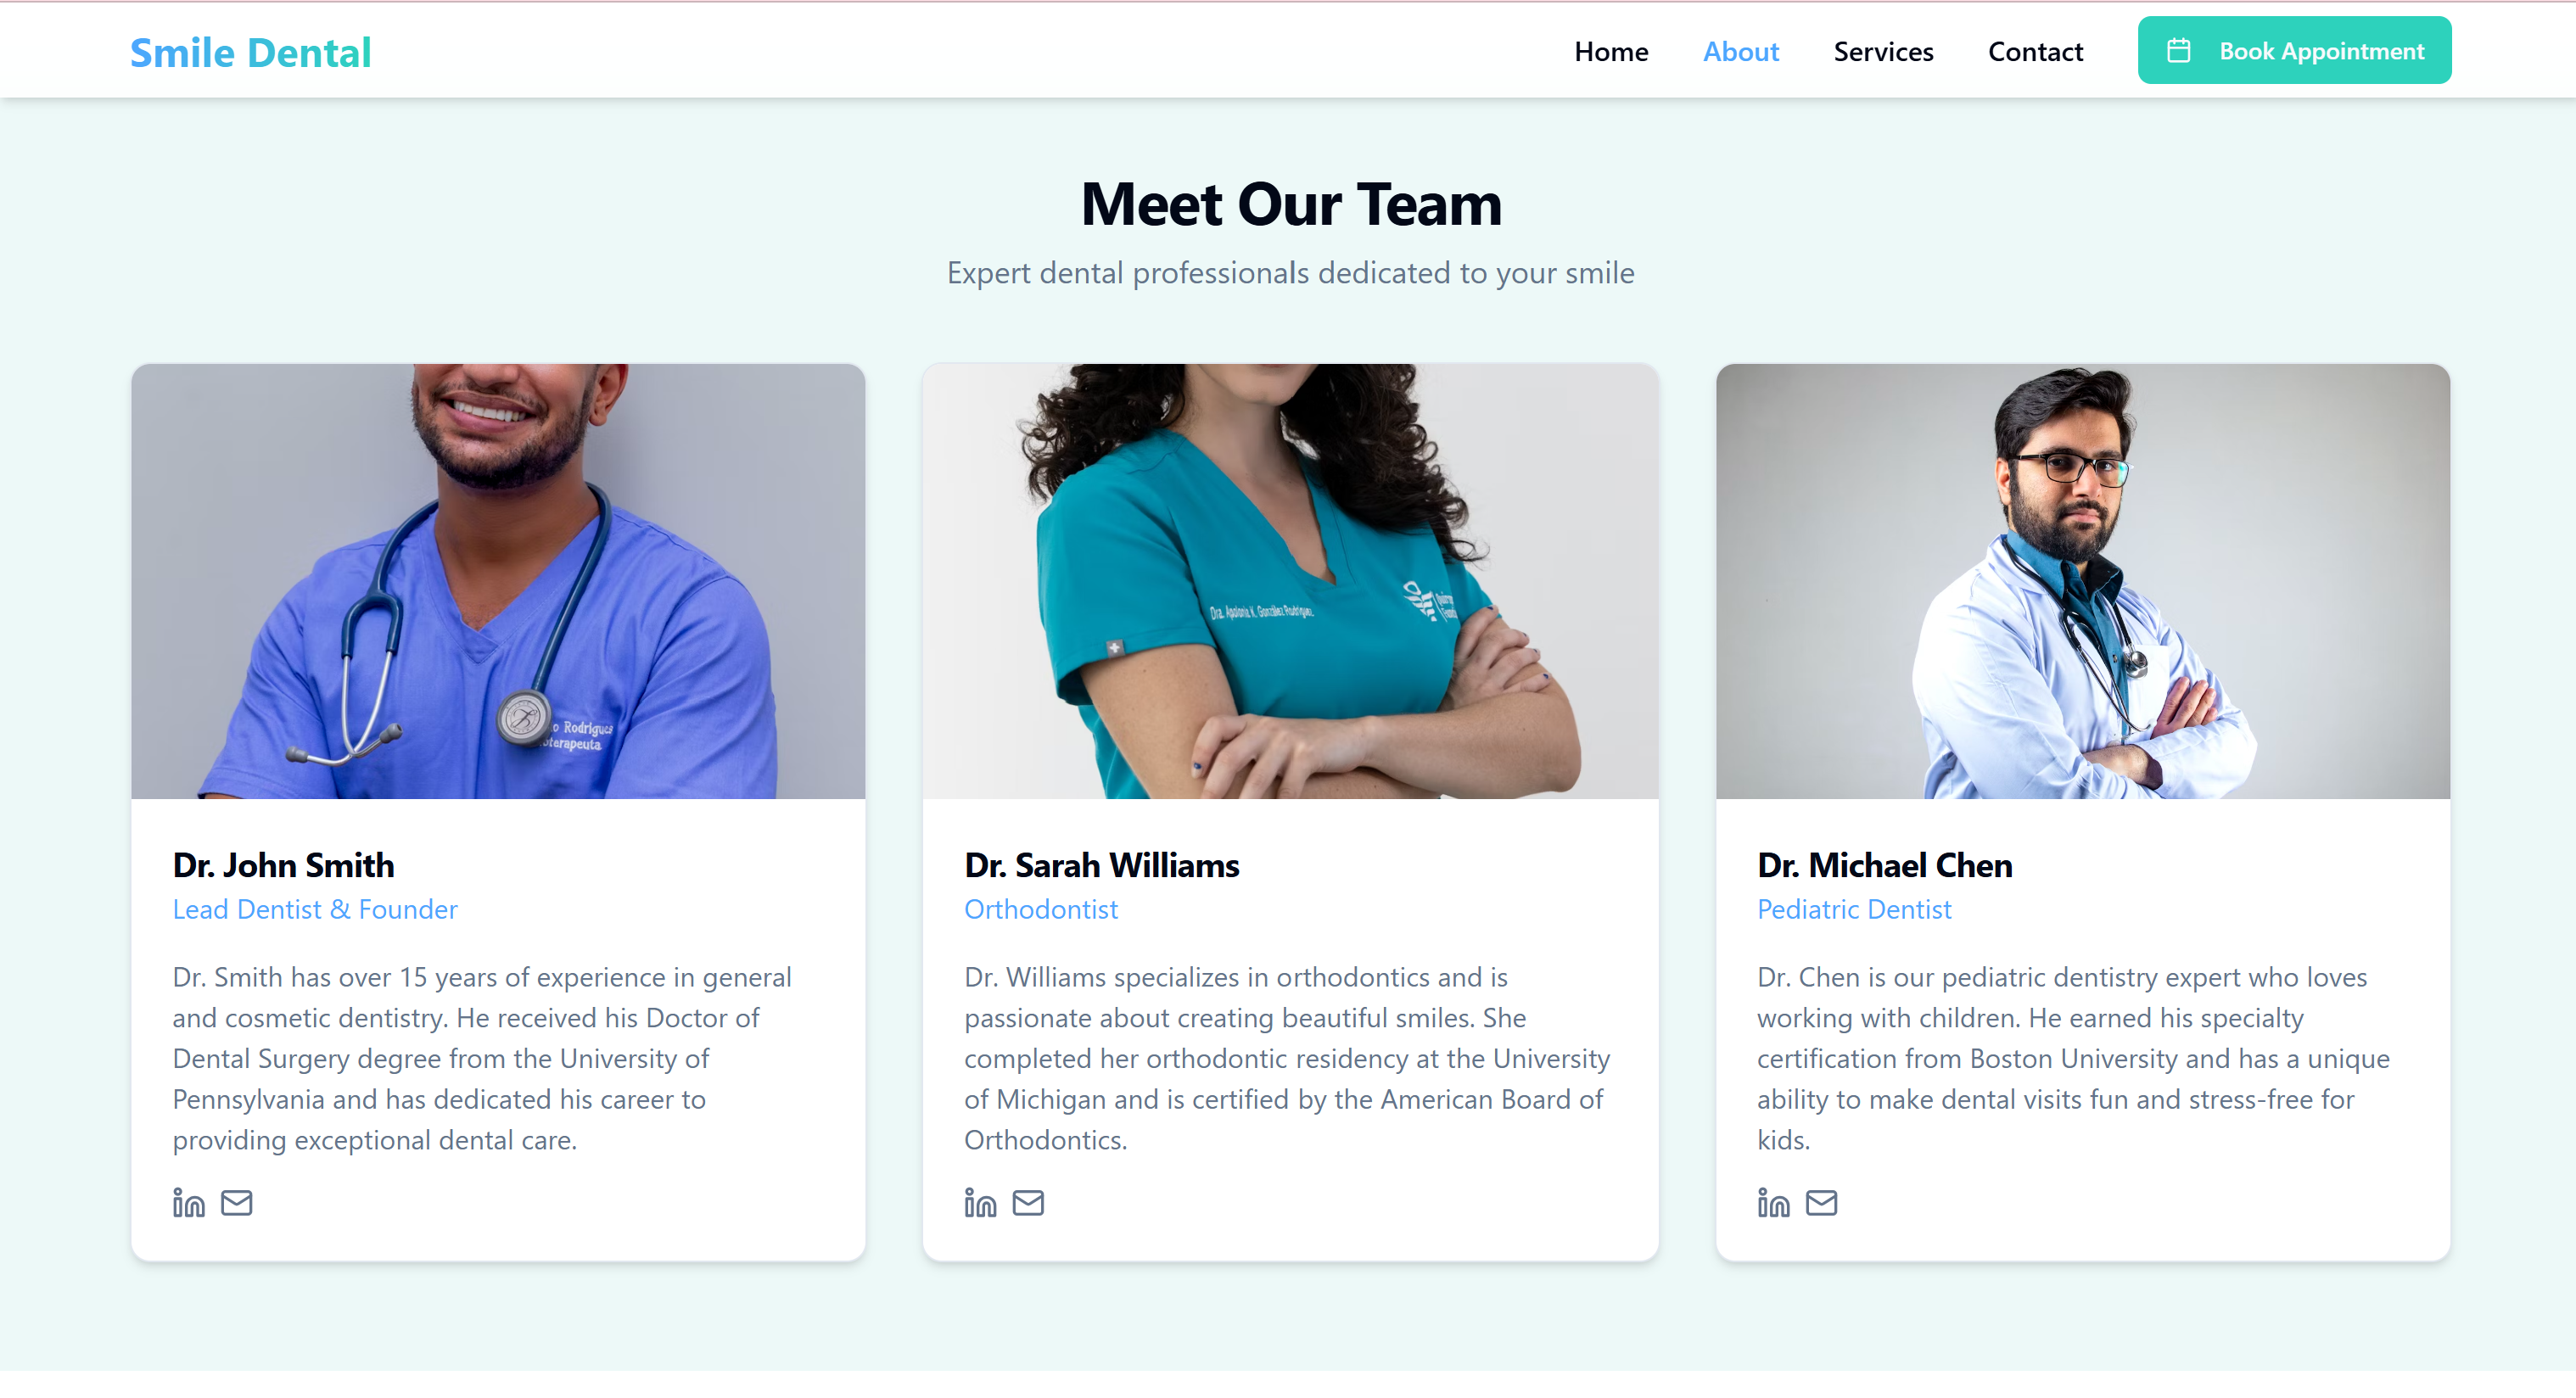 Smile Dental
Home
About
Services
Contact
Book Appointment
Meet Our Team
Expert dental professionals dedicated to your smile
Rodriguez
Dra. Apolonia K. González Rodríguez
Dr. John Smith
Lead Dentist & Founder
Dr. Smith has over 15 years of experience in general
and cosmetic dentistry. He received his Doctor of
Dental Surgery degree from the University of
Pennsylvania and has dedicated his career to
providing exceptional dental care.
Dr. Sarah Williams
Orthodontist
Dr. Williams specializes in orthodontics and is
passionate about creating beautiful smiles. She
completed her orthodontic residency at the University
of Michigan and is certified by the American Board of
Orthodontics.
Dr. Michael Chen
Pediatric Dentist
Dr. Chen is our pediatric dentistry expert who loves
working with children. He earned his specialty
certification from Boston University and has a unique
ability to make dental visits fun and stress-free for
kids.